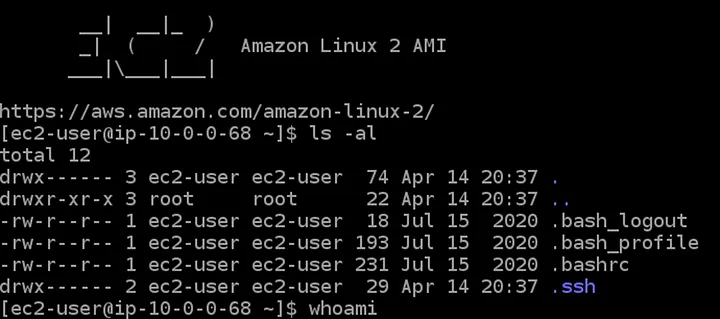 __|  __|_  )
       _|  (     /   Amazon Linux 2 AMI
      ___|\___|___|
https://aws.amazon.com/amazon-linux-2/
[ec2-user@ip-10-0-0-68 ~]$ ls -al
total 12
drwx------ 3 ec2-user ec2-user  74 Apr 14 20:37 .
drwxr-xr-x 3 root     root      22 Apr 14 20:37 ..
-rw-r--r-- 1 ec2-user ec2-user  18 Jul 15  2020 .bash_logout
-rw-r--r-- 1 ec2-user ec2-user 193 Jul 15  2020 .bash_profile
-rw-r--r-- 1 ec2-user ec2-user 231 Jul 15  2020 .bashrc
drwx------ 2 ec2-user ec2-user  29 Apr 14 20:37 .ssh
[ec2-user@ip-10-0-0-68 ~]$ whoami